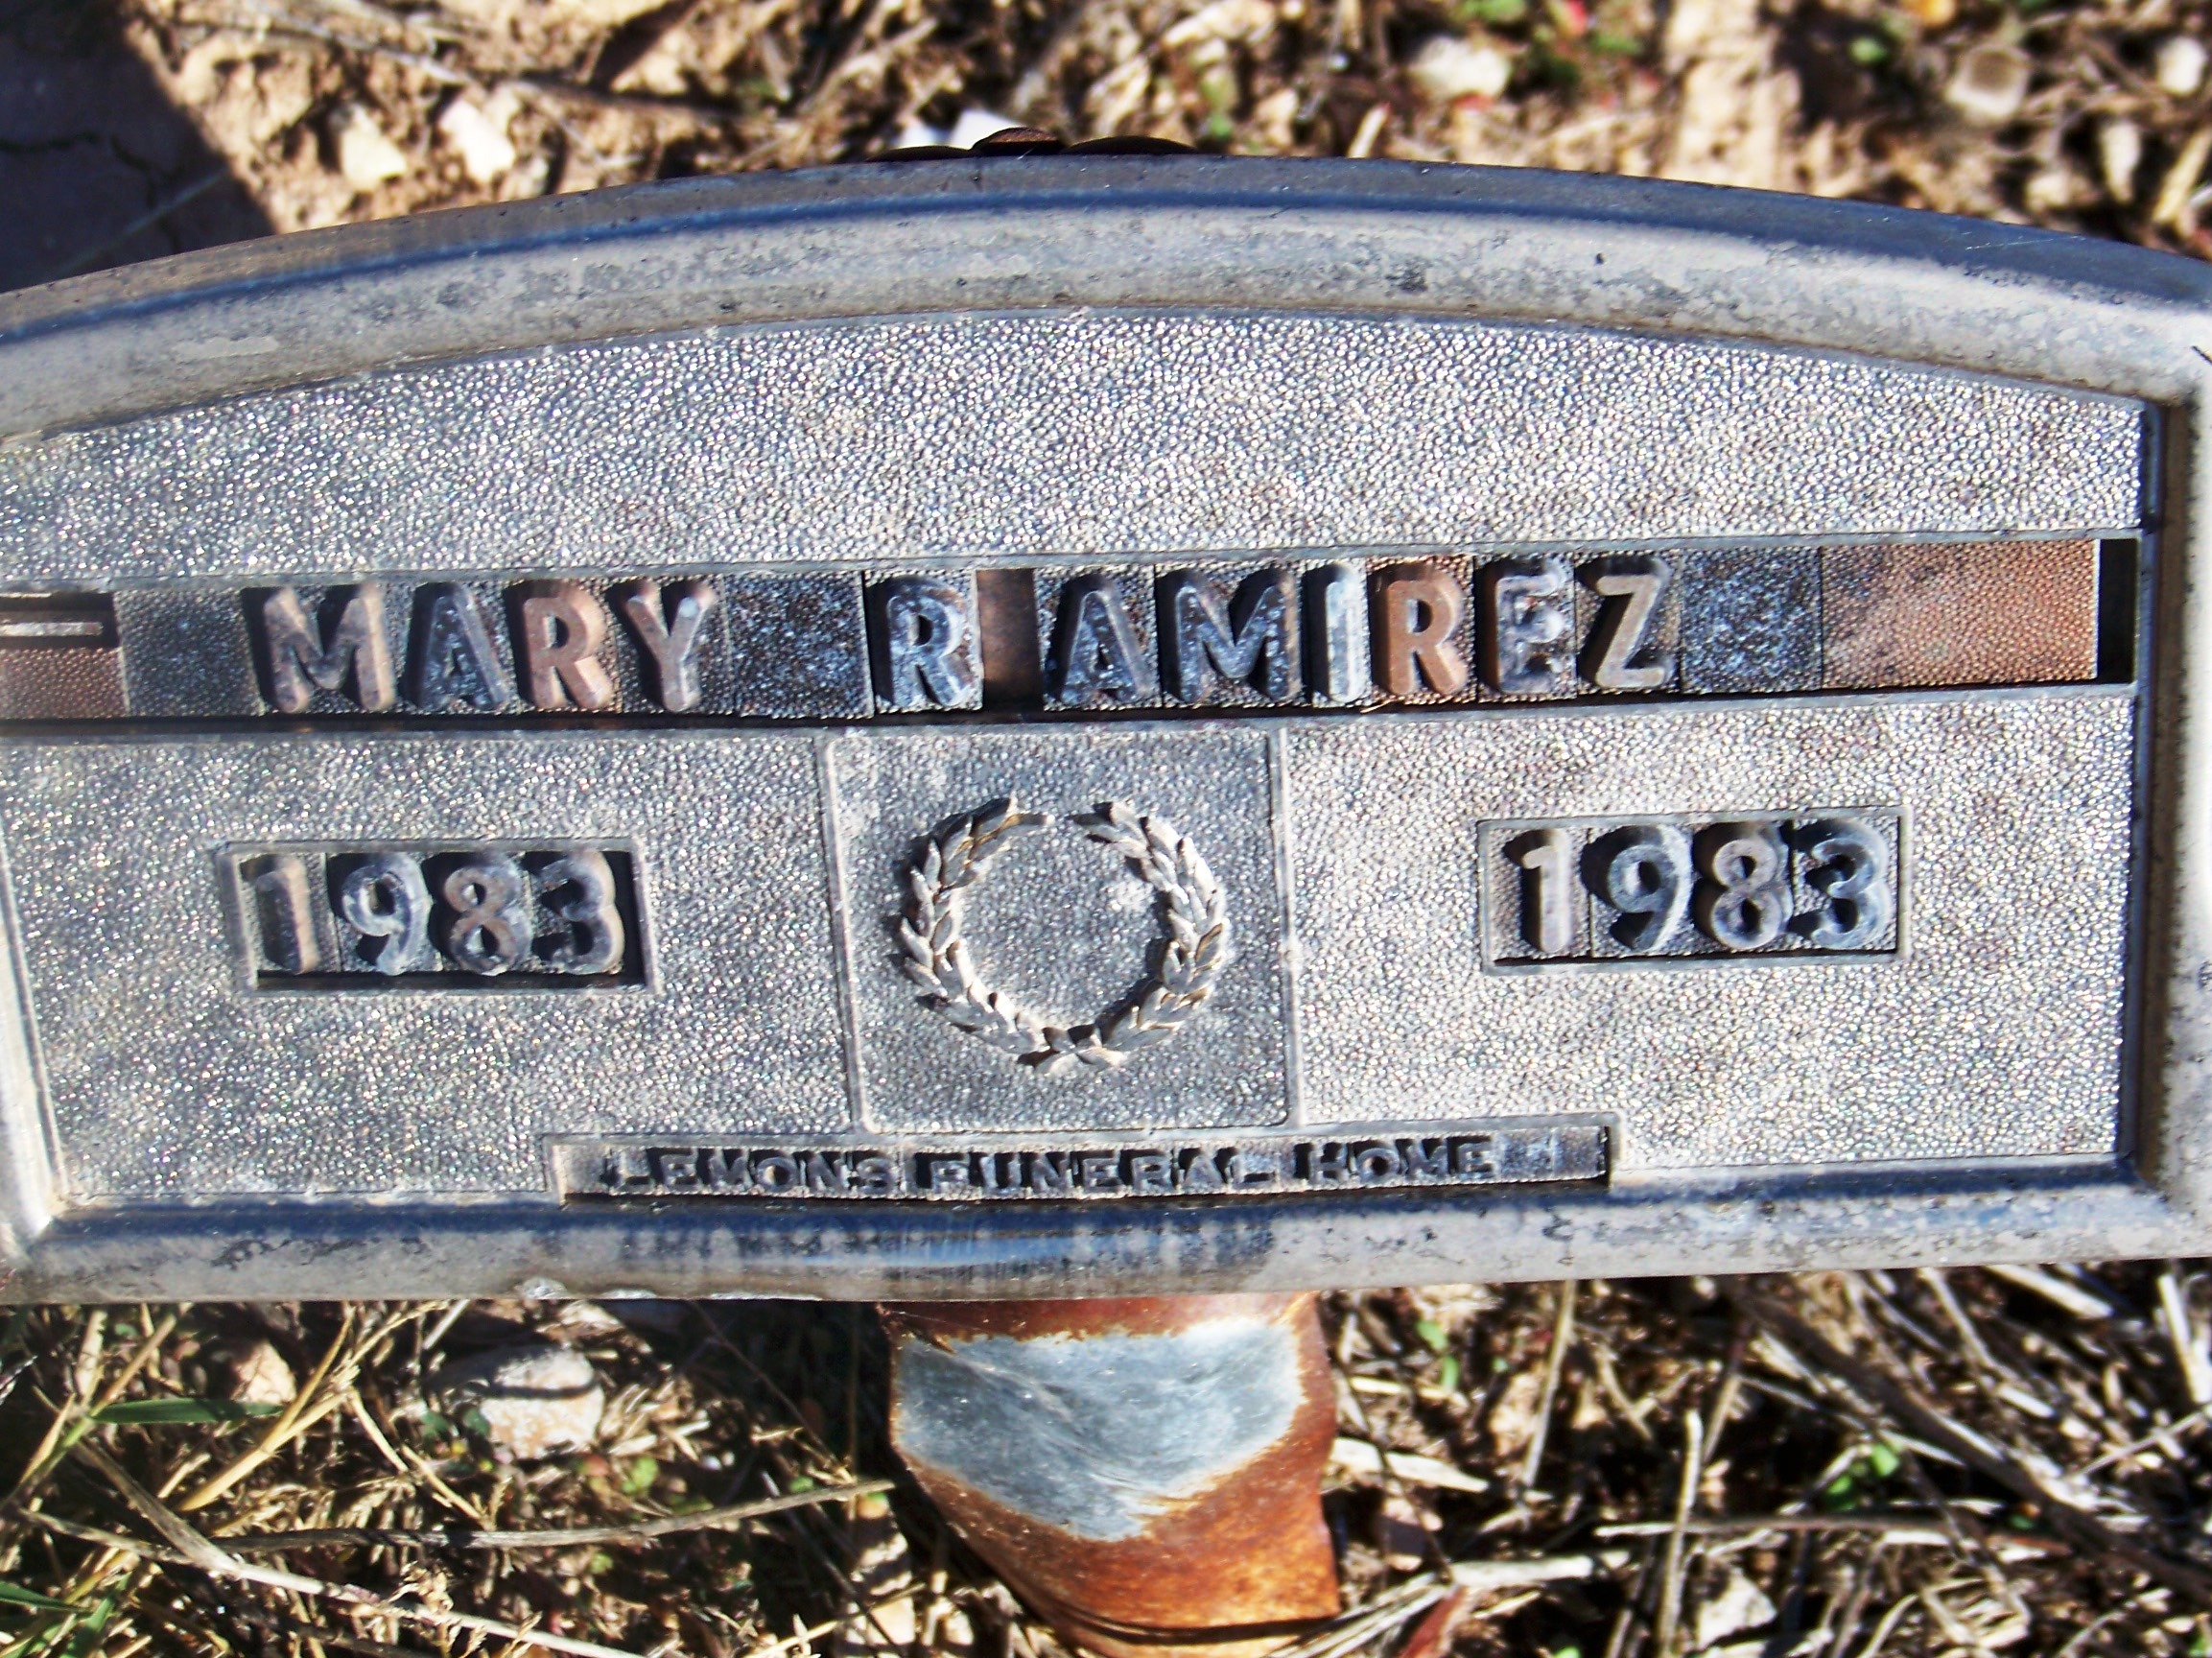 MARY RAMIREZ
1983 1983
LEMONS FUNERAL HOME